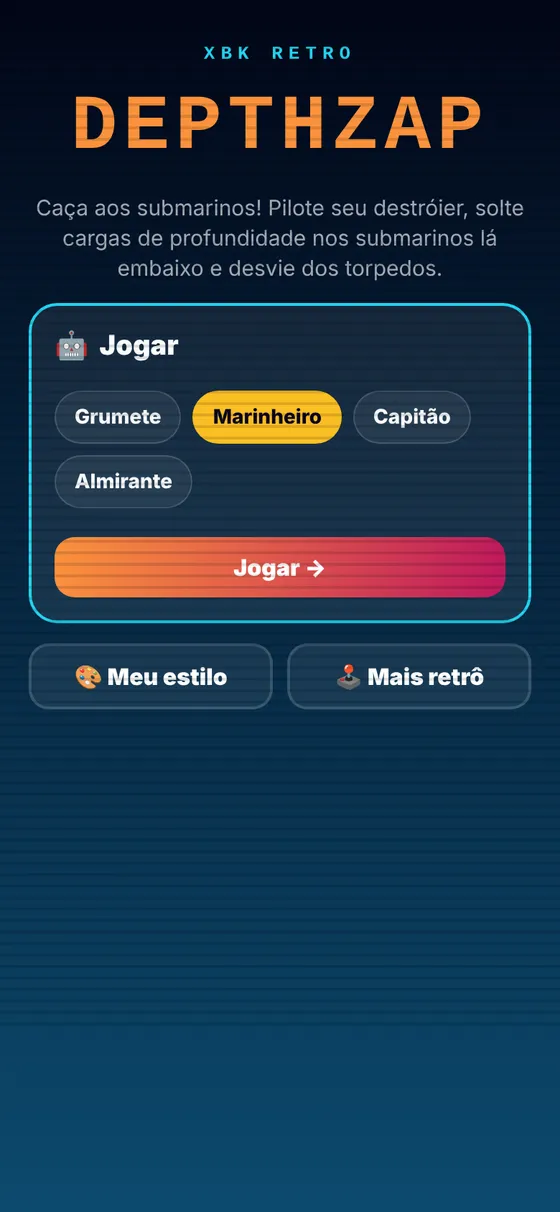 XBK RETRO
DEPTHZAP
Caça aos submarinos! Pilote seu destróier, solte
cargas de profundidade nos submarinos lá
embaixo e desvie dos torpedos.
🤖 Jogar
Grumete Marinheiro Capitão
Almirante
Jogar →
🎨 Meu estilo 🕹️ Mais retrô